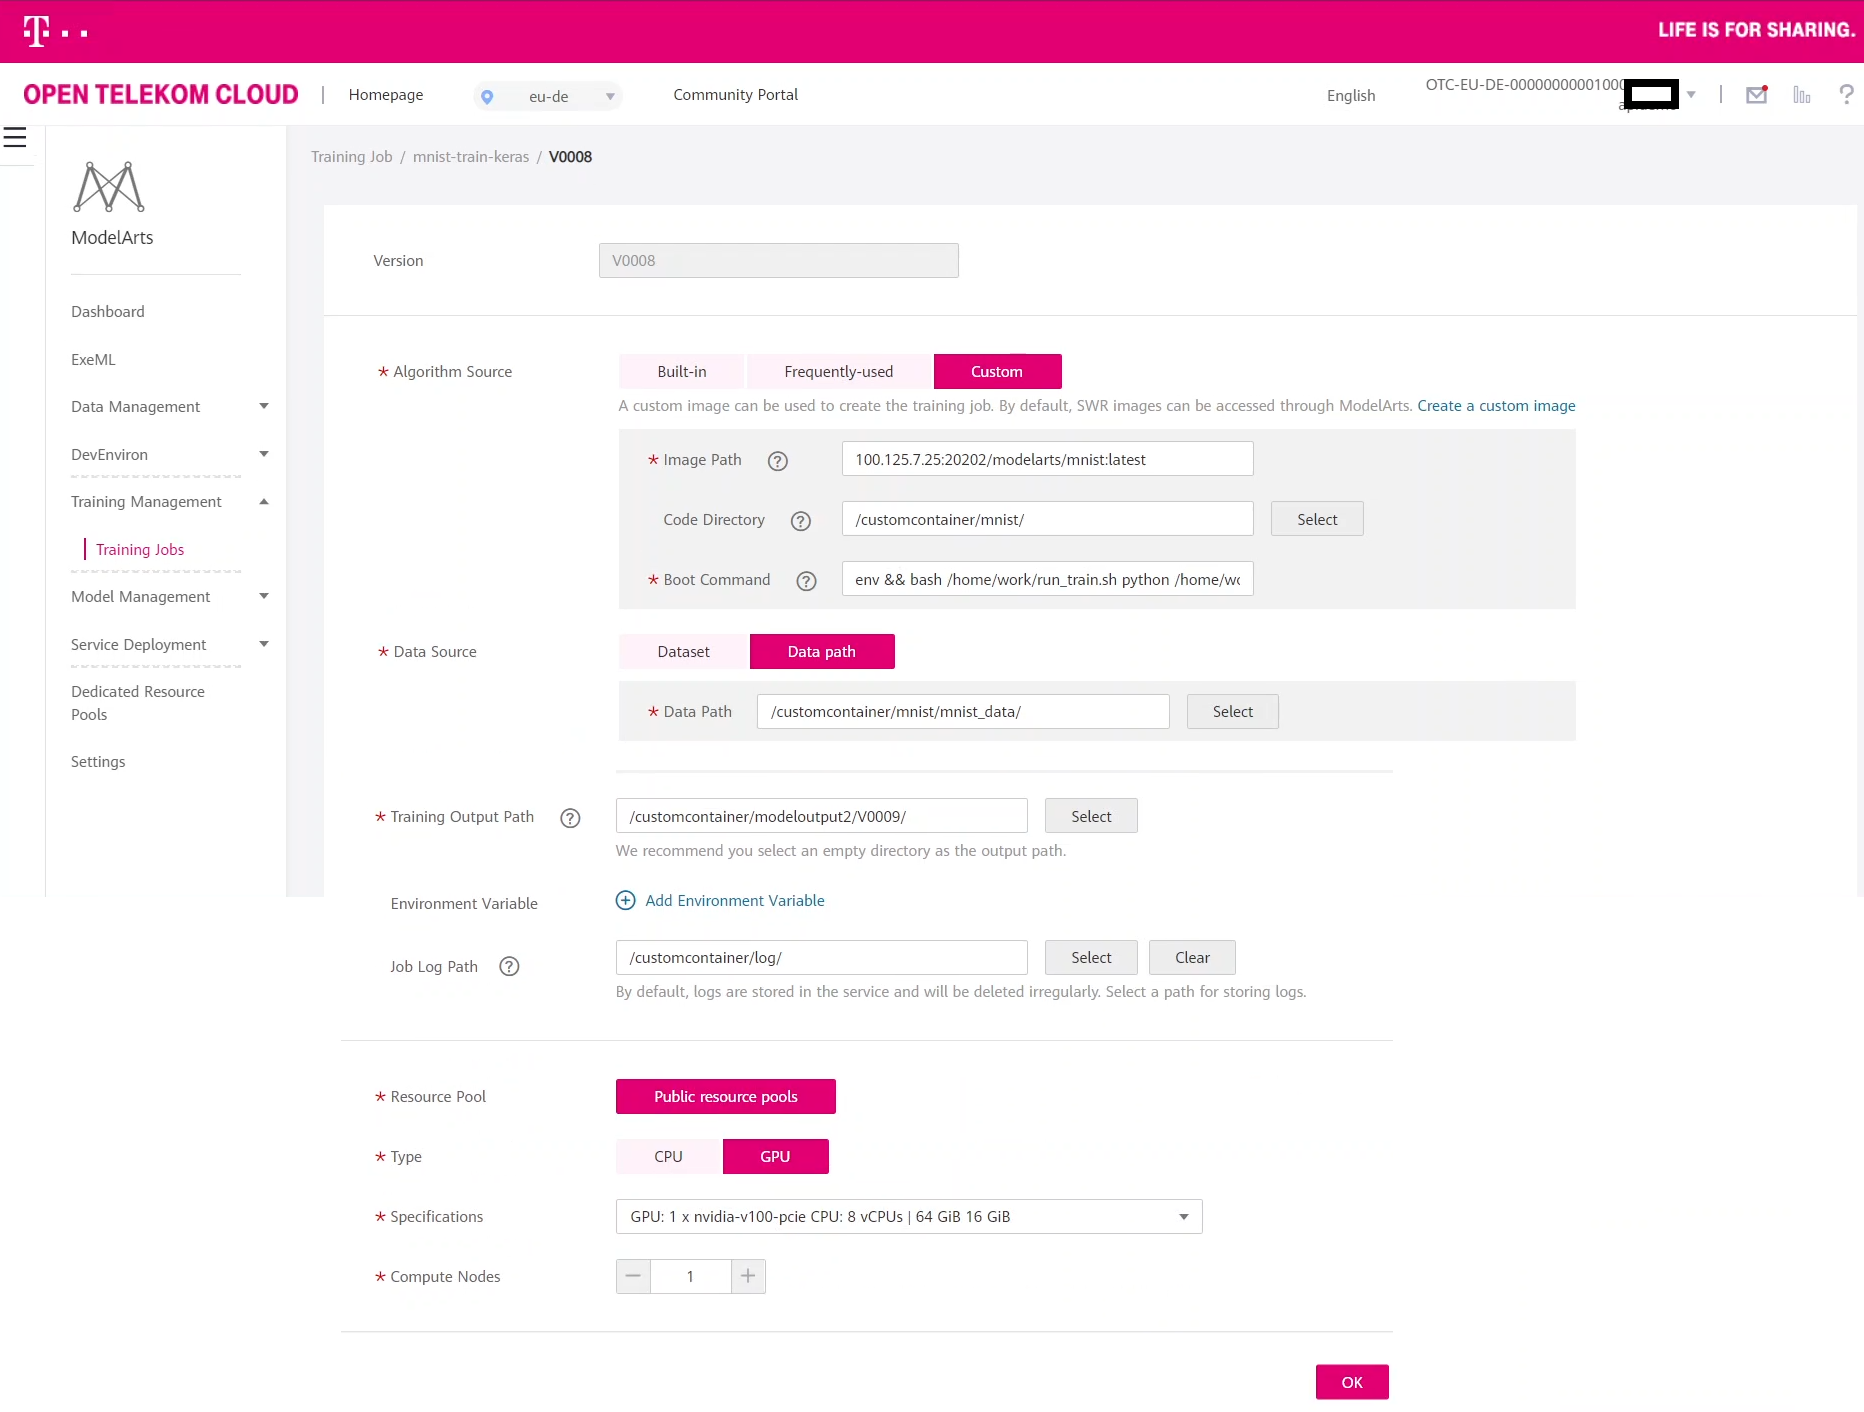 T
LIFE IS FOR SHARING.
OPEN TELEKOM CLOUD | Homepage eu-de Community Portal English OTC-EU-DE-00000000001000
Training Job / mnist-train-keras / V0008
ModelArts
Dashboard
ExeML
Data Management
DevEnviron
Training Management
Training Jobs
Model Management
Service Deployment
Dedicated Resource
Pools
Settings
Version V0008
* Algorithm Source Built-in Frequently-used Custom
A custom image can be used to create the training job. By default, SWR images can be accessed through ModelArts. Create a custom image
* Image Path ? 100.125.7.25:20202/modelarts/mnist:latest
Code Directory ? /customcontainer/mnist/ Select
* Boot Command ? env && bash /home/work/run_train.sh python /home/wo
* Data Source Dataset Data path
* Data Path /customcontainer/mnist/mnist_data/ Select
* Training Output Path ? /customcontainer/modeloutput2/V0009/ Select
We recommend you select an empty directory as the output path.
Environment Variable Add Environment Variable
Job Log Path ? /customcontainer/log/ Select Clear
By default, logs are stored in the service and will be deleted irregularly. Select a path for storing logs.
* Resource Pool Public resource pools
* Type CPU GPU
* Specifications GPU: 1 x nvidia-v100-pcie CPU: 8 vCPUs | 64 GiB 16 GiB
* Compute Nodes 1
OK